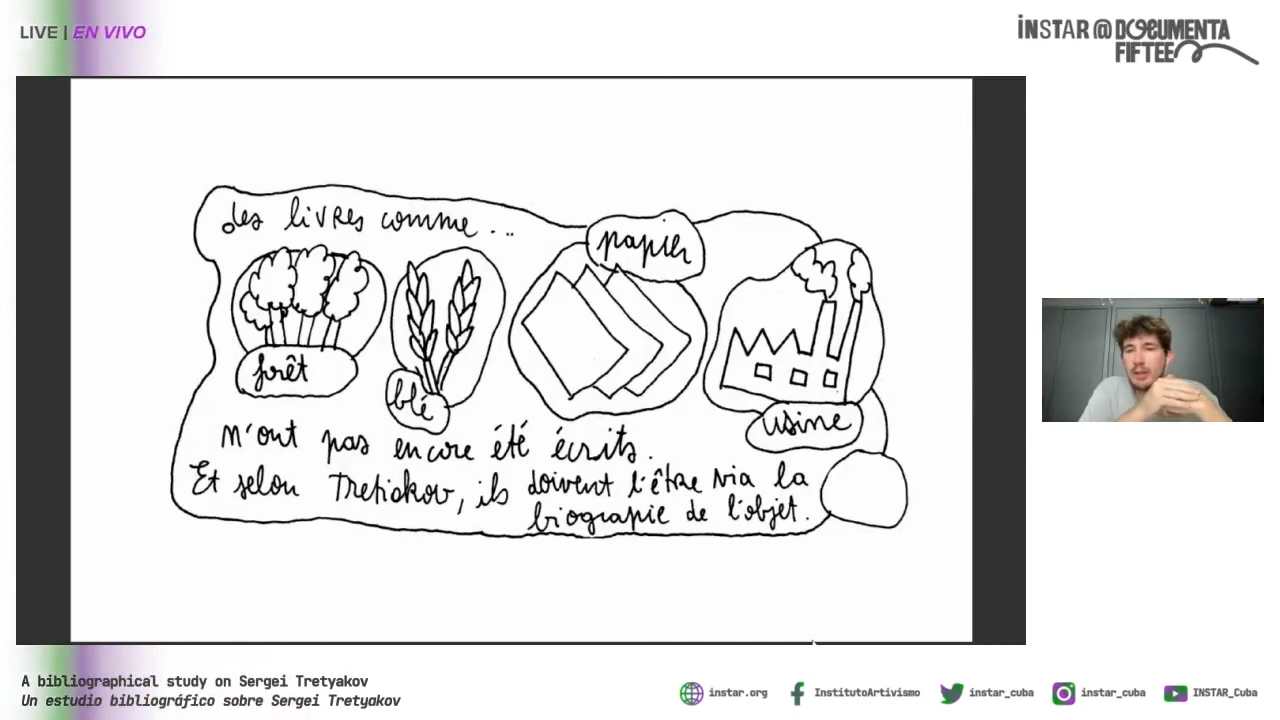 LIVE | EN VIVO
INSTAR @ DOCUMENTA
FIFTEEN
des livres comme...
papier
forêt
blé
usine
n'ont pas encore été écrits.
Et selon Tretiakov, ils doivent l'être via la
biograpie de l'objet.
A bibliographical study on Sergei Tretyakov
Un estudio bibliográfico sobre Sergei Tretyakov
instar.org
InstitutoArtivismo
instar_cuba
instar_cuba
INSTAR_Cuba